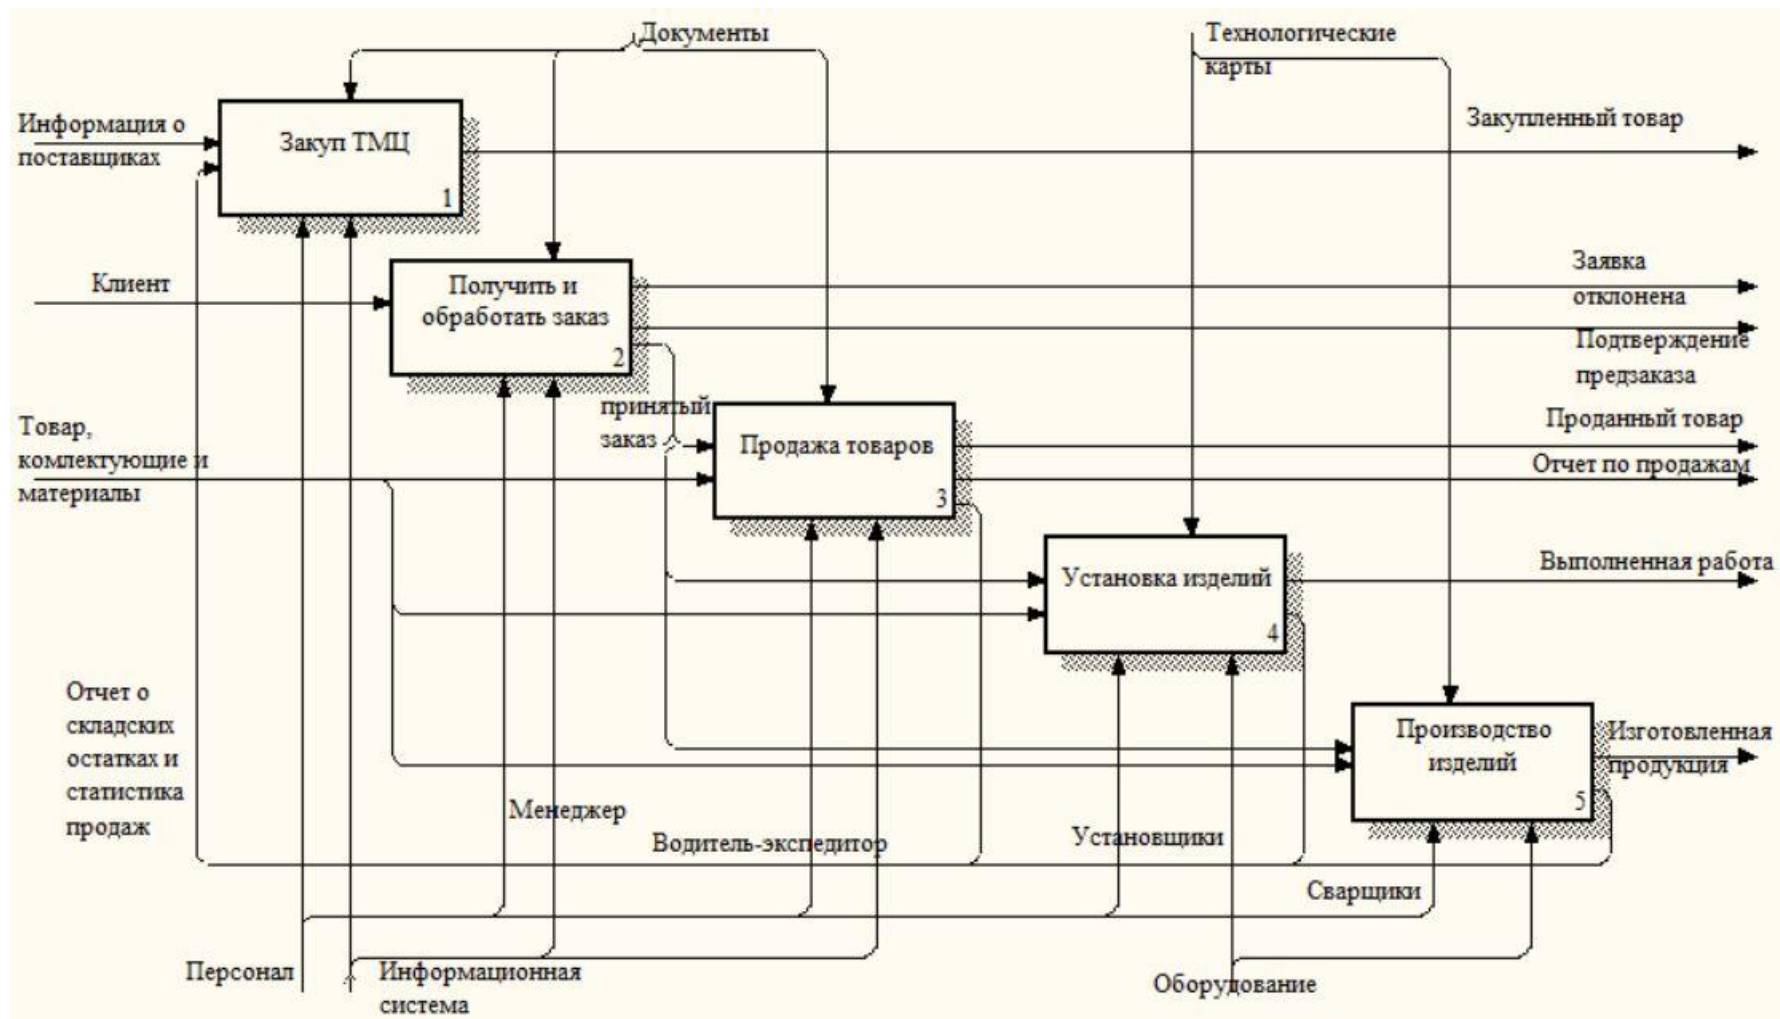 Документы
Технологические
карты
Информация о
поставщиках
Закуп ТМЦ
1
Закупленный товар
Клиент
Получить и
обработать заказ
2
Заявка
отклонена
Подтверждение
предзаказа
принятый
заказ
Товар,
комлектующие и
материалы
Продажа товаров
3
Проданный товар
Отчет по продажам
Установка изделий
4
Выполненная работа
Отчет о
складских
остатках и
статистика
продаж
Производство
изделий
5
Изготовленная
продукция
Менеджер
Водитель-экспедитор
Установщики
Сварщики
Персонал
Информационная
система
Оборудование